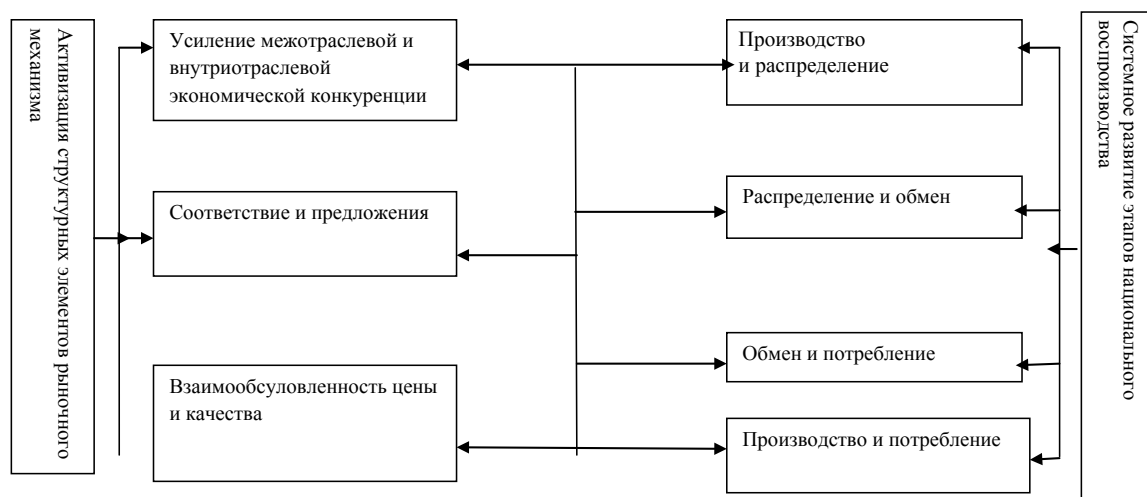 Активизация структурных элементов рыночного
механизма
Усиление межотраслевой и
внутриотраслевой
экономической конкуренции
Соответствие и предложения
Взаимообсуловленность цены
и качества
Производство
и распределение
Распределение и обмен
Обмен и потребление
Производство и потребление
Системное развитие этапов национального
воспроизводства